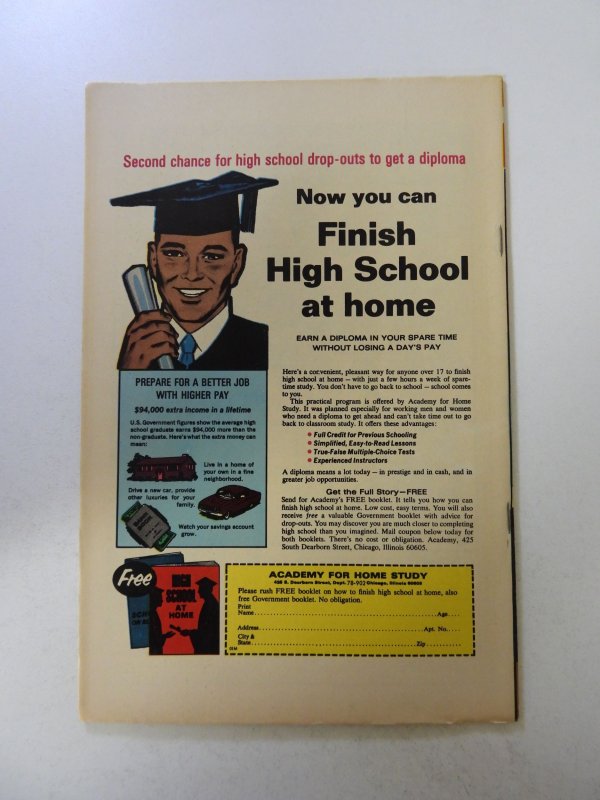 Second chance for high school drop-outs to get a diploma
Now you can
Finish
High School
at home
EARN A DIPLOMA IN YOUR SPARE TIME
WITHOUT LOSING A DAY'S PAY
Here's a convenient, pleasant way for anyone over 17 to finish
high school at home — with just a few hours a week of spare-
time study. You don't have to go back to school — school comes
to you.
This practical program is offered by Academy for Home
Study. It was planned especially for working men and women
who need a diploma to get ahead and can't take time out to go
back to classroom study. It offers these advantages:
• Full Credit for Previous Schooling
• Simplified, Easy-to-Read Lessons
• True-False Multiple-Choice Tests
• Experienced Instructors
A diploma means a lot today — in prestige and in cash, and in
greater job opportunities.
Get the Full Story—FREE
Send for Academy's FREE booklet. It tells you how you can
finish high school at home. Low cost, easy terms. You will also
receive free a valuable Government booklet with advice for
drop-outs. You may discover you are much closer to completing
high school than you imagined. Mail coupon below today for
both booklets. There's no cost or obligation. Academy, 425
South Dearborn Street, Chicago, Illinois 60605.
PREPARE FOR A BETTER JOB
WITH HIGHER PAY
$94,000 extra income in a lifetime
U.S. Government figures show the average high
school graduate earns $94,000 more than the
non-graduate. Here's what the extra money can
mean:
Live in a home of
your own in a fine
neighborhood.
Drive a new car, provide
other luxuries for your
family.
Watch your savings account
grow.
Free
HIGH
SCHOOL
AT
HOME
ACADEMY FOR HOME STUDY
425 S. Dearborn Street, Dept. 78-902 Chicago, Illinois 60605
Please rush FREE booklet on how to finish high school at home, also
free Government booklet. No obligation.
Print
Name Age
Address Apt. No.
City &
State Zip